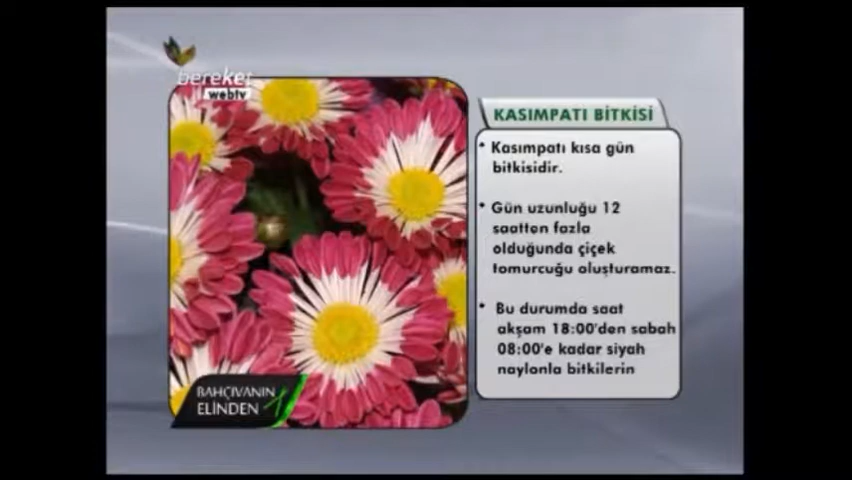 bereket
webtv
KASIMPATI BİTKİSİ
• Kasımpatı kısa gün
bitkisidir.
• Gün uzunluğu 12
saatten fazla
olduğunda çiçek
tomurcuğu oluşturamaz.
• Bu durumda saat
akşam 18:00'den sabah
08:00'e kadar siyah
naylonla bitkilerin
BAHÇIVANIN
ELİNDEN